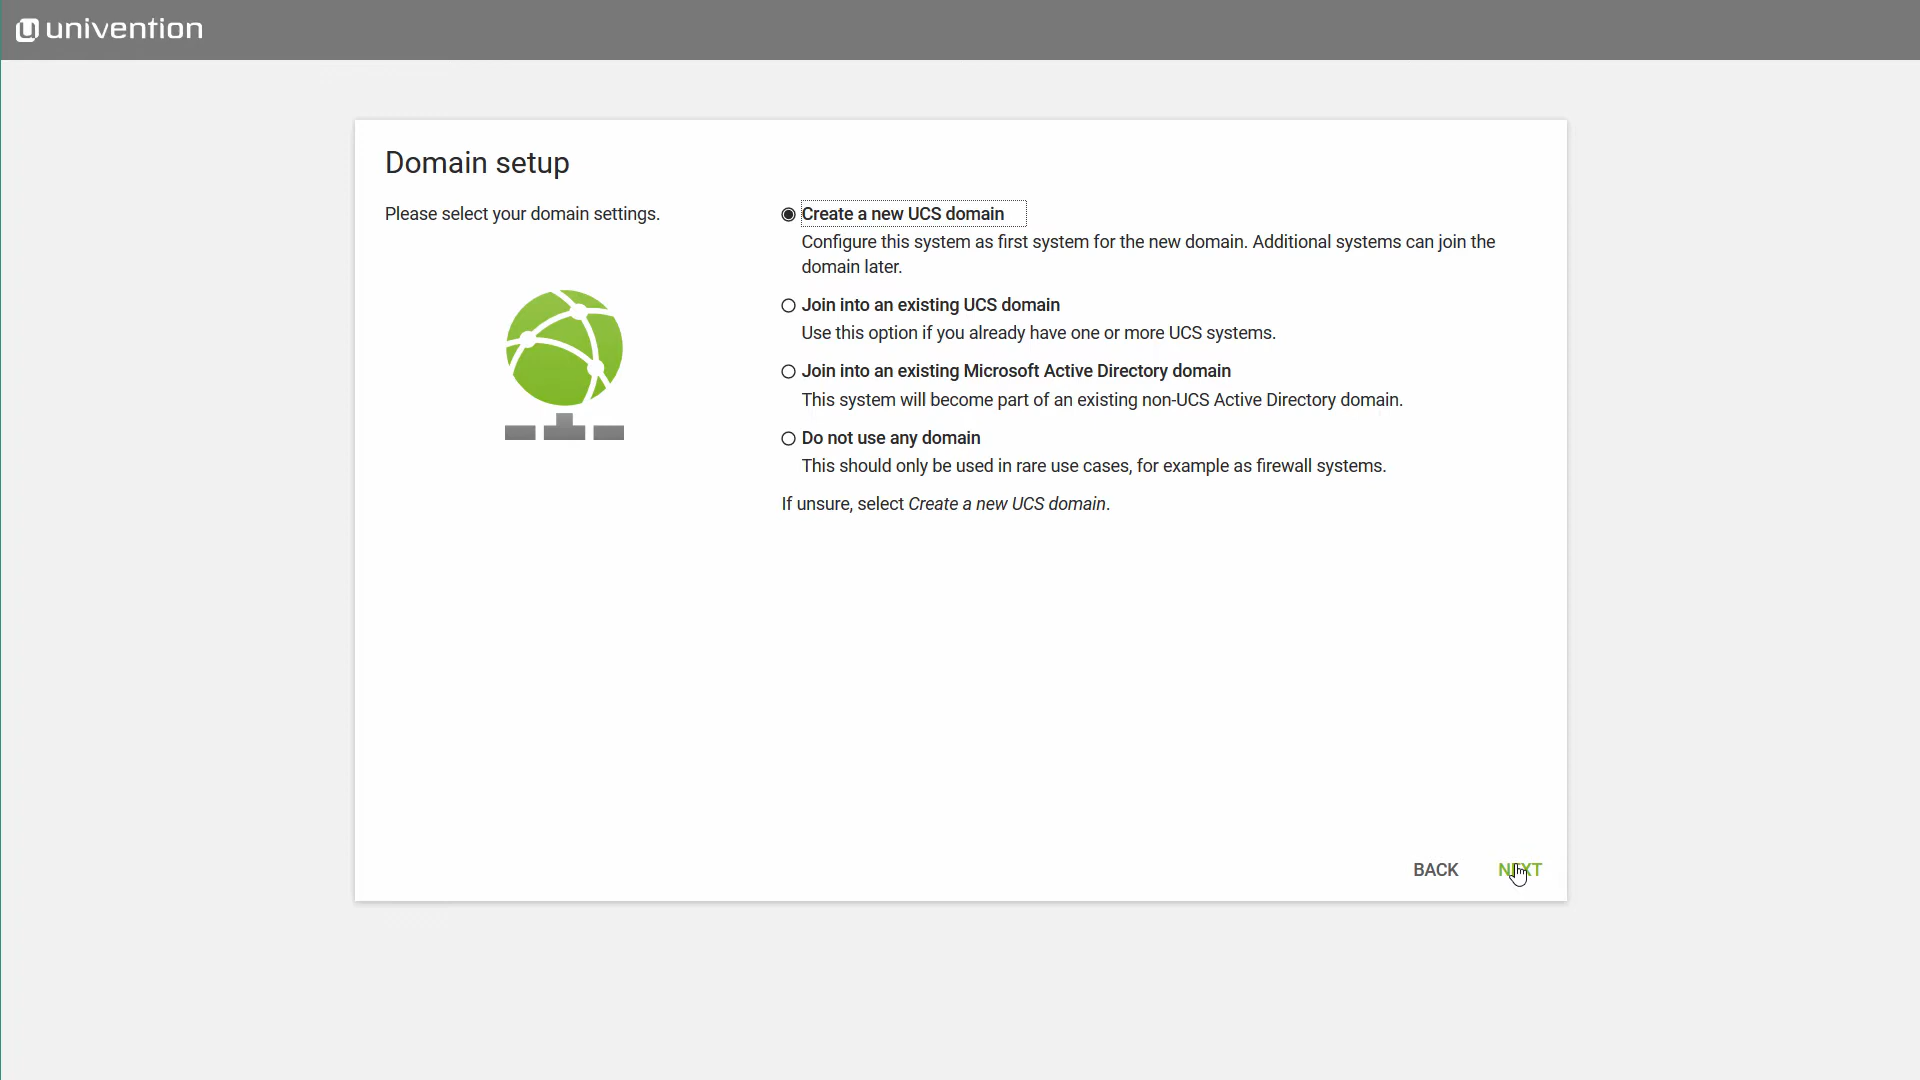 univention
Domain setup
Please select your domain settings.
Create a new UCS domain
Configure this system as first system for the new domain. Additional systems can join the
domain later.
Join into an existing UCS domain
Use this option if you already have one or more UCS systems.
Join into an existing Microsoft Active Directory domain
This system will become part of an existing non-UCS Active Directory domain.
Do not use any domain
This should only be used in rare use cases, for example as firewall systems.
If unsure, select Create a new UCS domain.
BACK NEXT